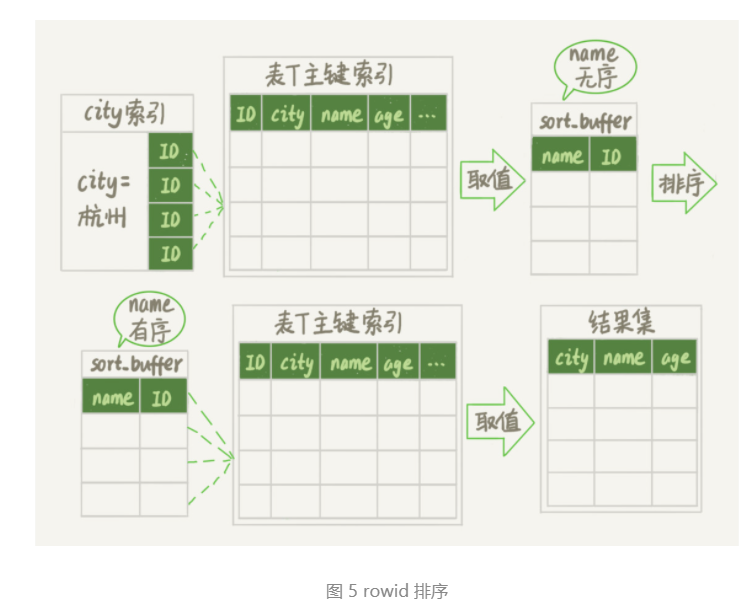 city索引
ID
ID
ID
ID
city=
杭州
表T主键索引
ID city name age ...
取值
name
无序
sort_buffer
name ID
排序
name
有序
sort_buffer
name ID
表T主键索引
ID city name age ...
取值
结果集
city name age
图 5 rowid 排序